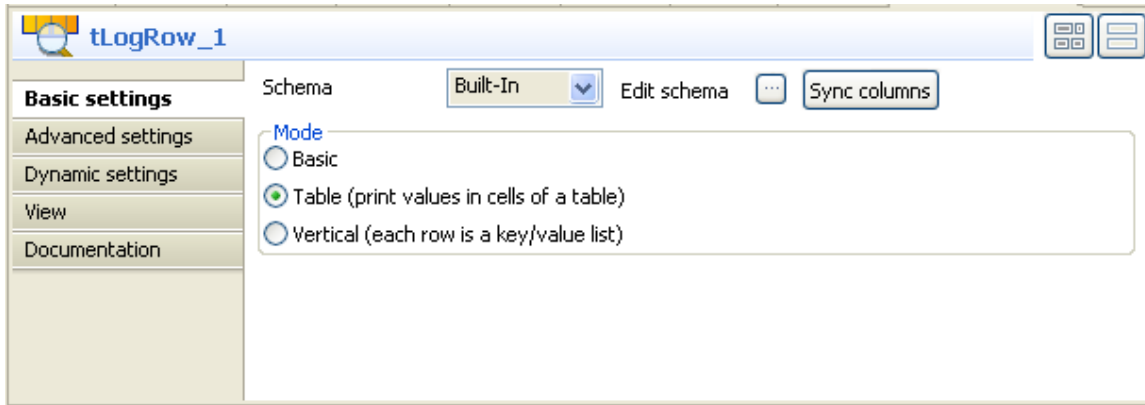 tLogRow_1
Basic settings
Advanced settings
Dynamic settings
View
Documentation
Schema Built-In Edit schema ... Sync columns
Mode
Basic
Table (print values in cells of a table)
Vertical (each row is a key/value list)